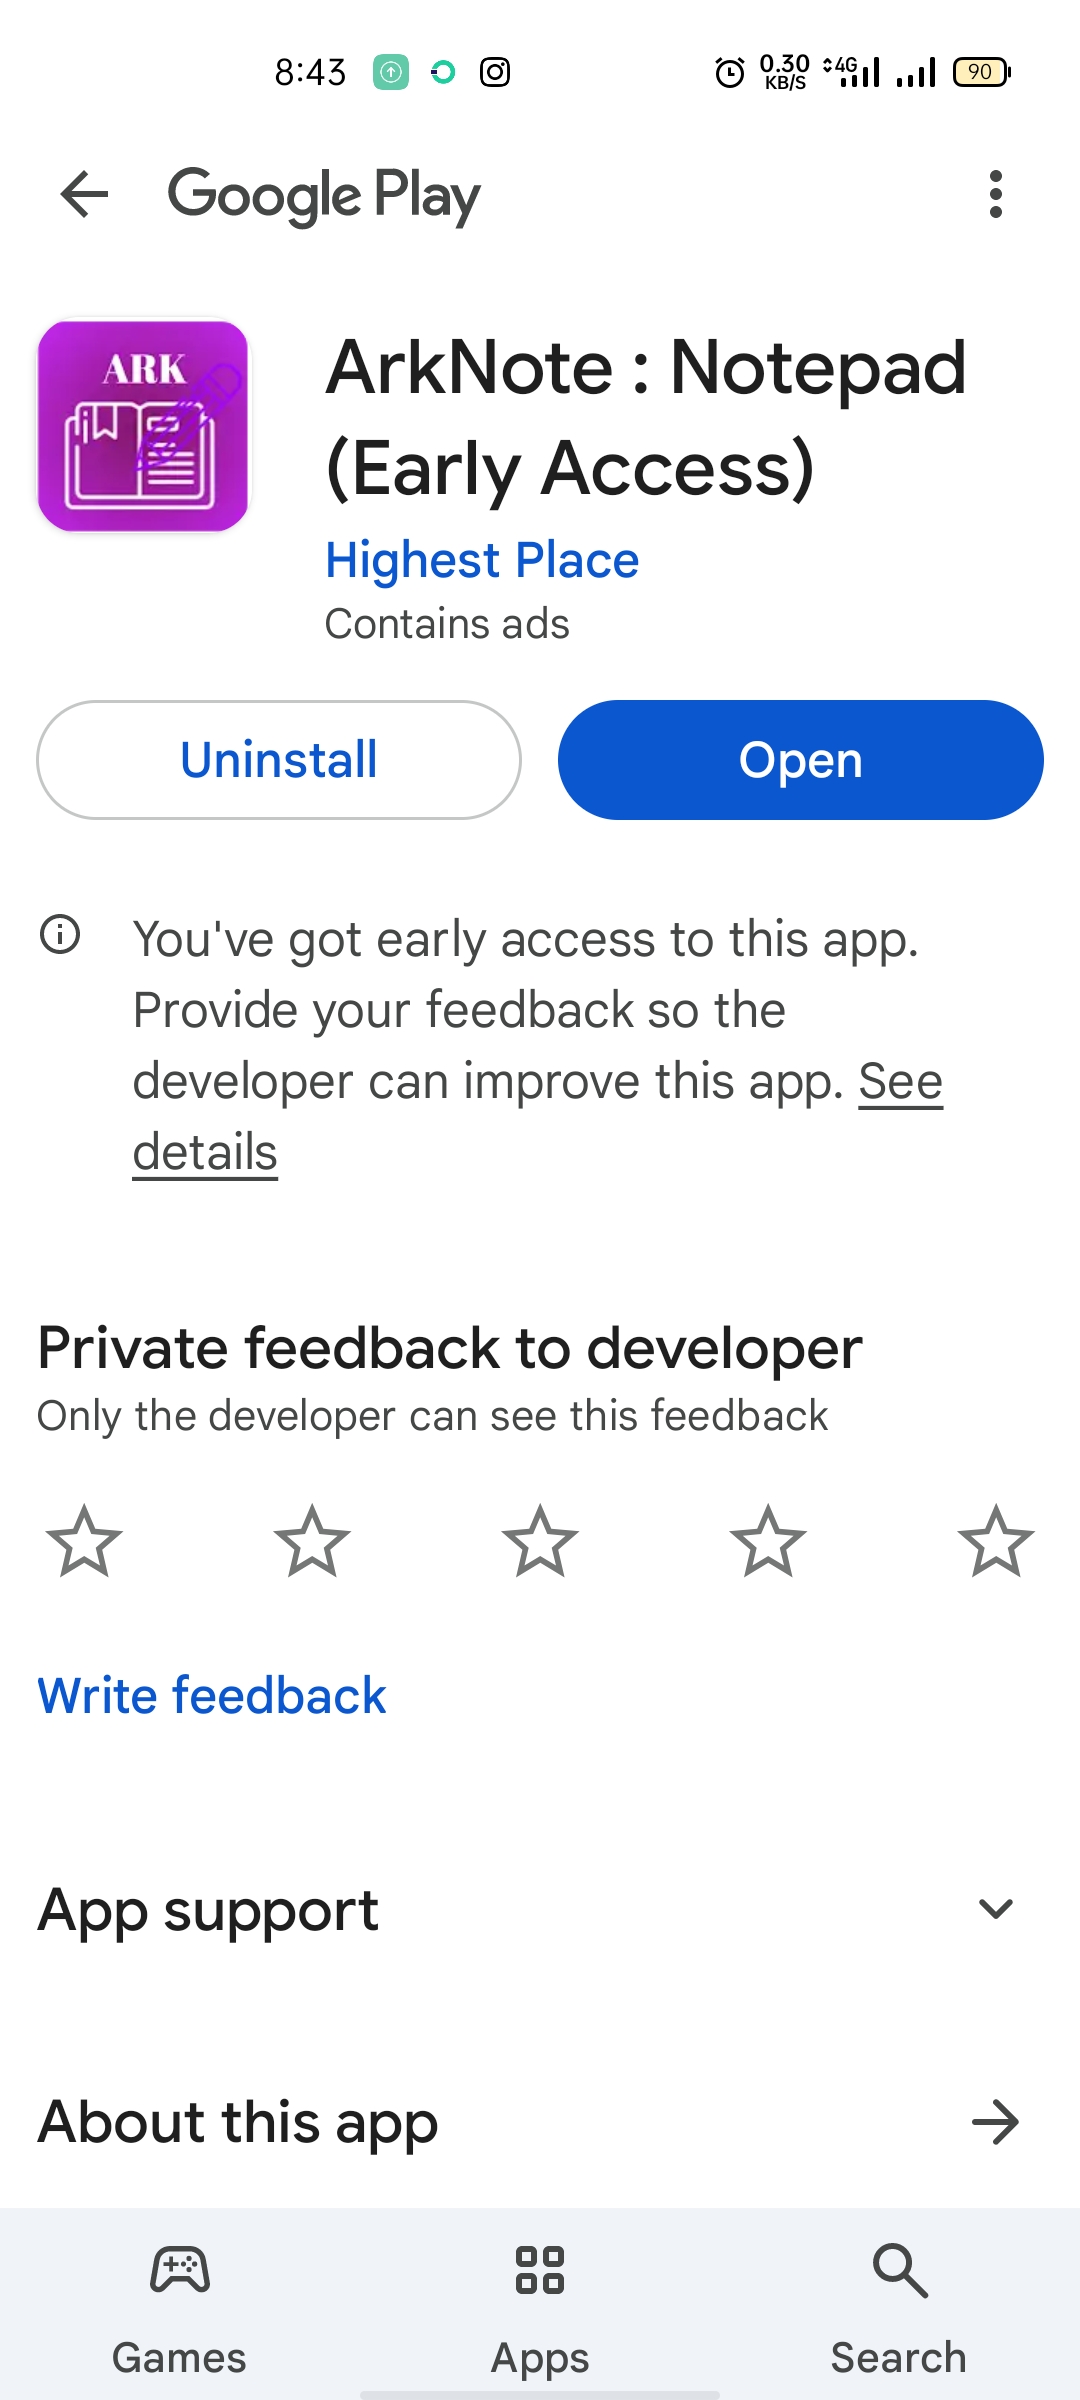 8:43 0.30 KB/S 4G 90
Google Play
ARK
ArkNote : Notepad
(Early Access)
Highest Place
Contains ads
Uninstall
Open
You've got early access to this app.
Provide your feedback so the
developer can improve this app. See
details
Private feedback to developer
Only the developer can see this feedback
Write feedback
App support
About this app
Games
Apps
Search